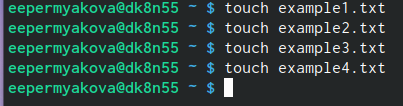 eepermyakova@dk8n55 ~ $ touch example1.txt
eepermyakova@dk8n55 ~ $ touch example2.txt
eepermyakova@dk8n55 ~ $ touch example3.txt
eepermyakova@dk8n55 ~ $ touch example4.txt
eepermyakova@dk8n55 ~ $